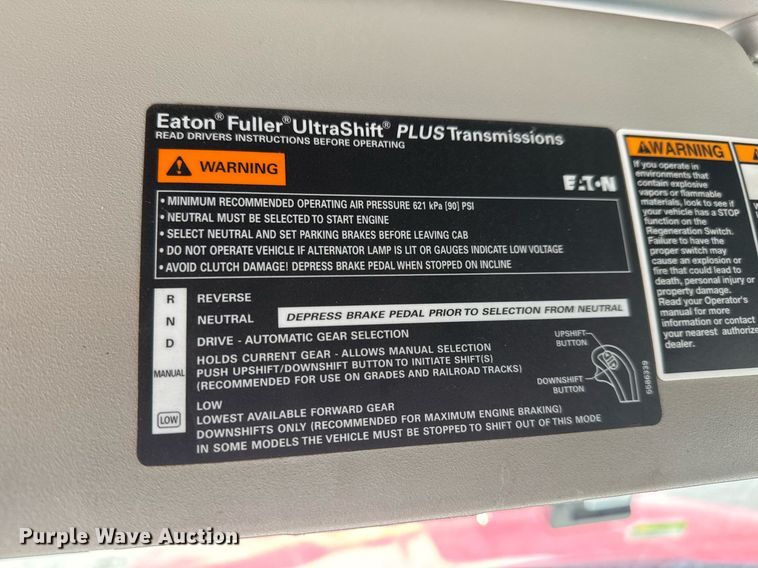 Eaton® Fuller® UltraShift® PLUS Transmissions
READ DRIVERS INSTRUCTIONS BEFORE OPERATING
WARNING
EATON
• MINIMUM RECOMMENDED OPERATING AIR PRESSURE 621 kPa [90] PSI
• NEUTRAL MUST BE SELECTED TO START ENGINE
• SELECT NEUTRAL AND SET PARKING BRAKES BEFORE LEAVING CAB
• DO NOT OPERATE VEHICLE IF ALTERNATOR LAMP IS LIT OR GAUGES INDICATE LOW VOLTAGE
• AVOID CLUTCH DAMAGE! DEPRESS BRAKE PEDAL WHEN STOPPED ON INCLINE
R REVERSE
N NEUTRAL DEPRESS BRAKE PEDAL PRIOR TO SELECTION FROM NEUTRAL
D DRIVE - AUTOMATIC GEAR SELECTION
MANUAL HOLDS CURRENT GEAR - ALLOWS MANUAL SELECTION
PUSH UPSHIFT/DOWNSHIFT BUTTON TO INITIATE SHIFT(S)
(RECOMMENDED FOR USE ON GRADES AND RAILROAD TRACKS)
UPSHIFT
BUTTON
DOWNSHIFT
BUTTON
5586339
LOW LOW
LOWEST AVAILABLE FORWARD GEAR
DOWNSHIFTS ONLY (RECOMMENDED FOR MAXIMUM ENGINE BRAKING)
IN SOME MODELS THE VEHICLE MUST BE STOPPED TO SHIFT OUT OF THIS MODE
WARNING
If you operate in
environments that
contain explosive
vapors or flammable
materials, look to see if
your vehicle has a STOP
function on the
Regeneration Switch.
Failure to have the
proper switch may
cause an explosion or
fire that could lead to
death, personal injury or
property damage.
Read your Operator's
manual for more
information or contact
your nearest authorize
dealer.
Purple Wave Auction
Purple Wave Auction